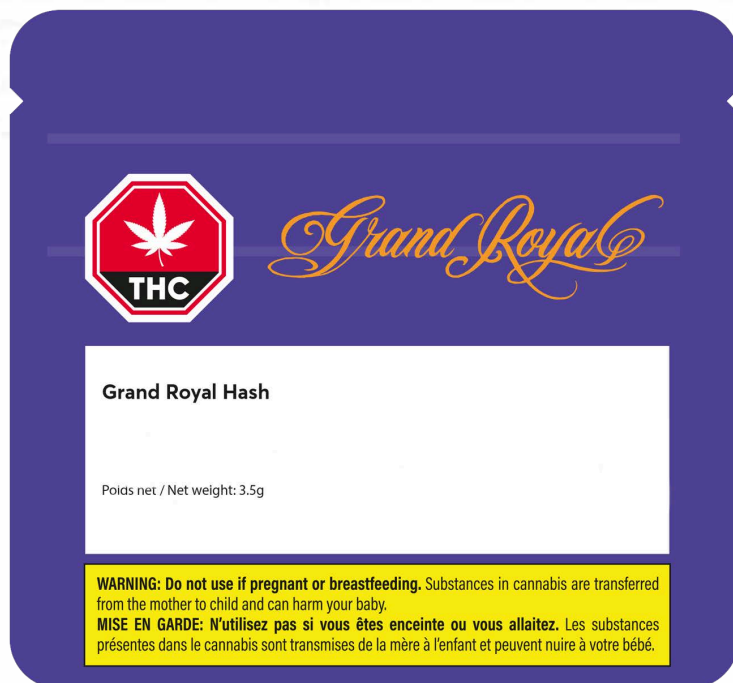 THC
Grand Royal
Grand Royal Hash
Poids net / Net weight: 3.5g
WARNING: Do not use if pregnant or breastfeeding. Substances in cannabis are transferred
from the mother to child and can harm your baby.
MISE EN GARDE: N'utilisez pas si vous êtes enceinte ou vous allaitez. Les substances
présentes dans le cannabis sont transmises de la mère à l'enfant et peuvent nuire à votre bébé.